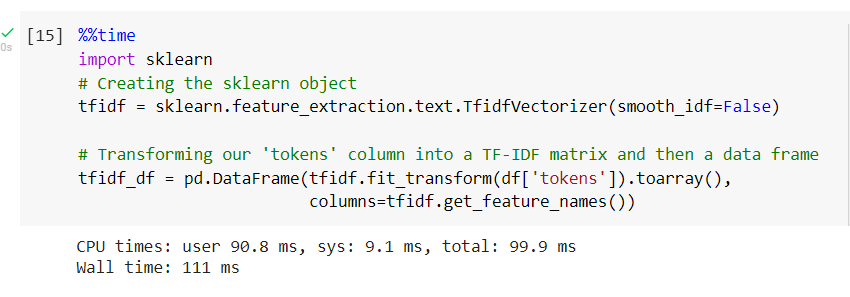 [15] %%time
0s
import sklearn
# Creating the sklearn object
tfidf = sklearn.feature_extraction.text.TfidfVectorizer(smooth_idf=False)
# Transforming our 'tokens' column into a TF-IDF matrix and then a data frame
tfidf_df = pd.DataFrame(tfidf.fit_transform(df['tokens']).toarray(),
columns=tfidf.get_feature_names())
CPU times: user 90.8 ms, sys: 9.1 ms, total: 99.9 ms
Wall time: 111 ms